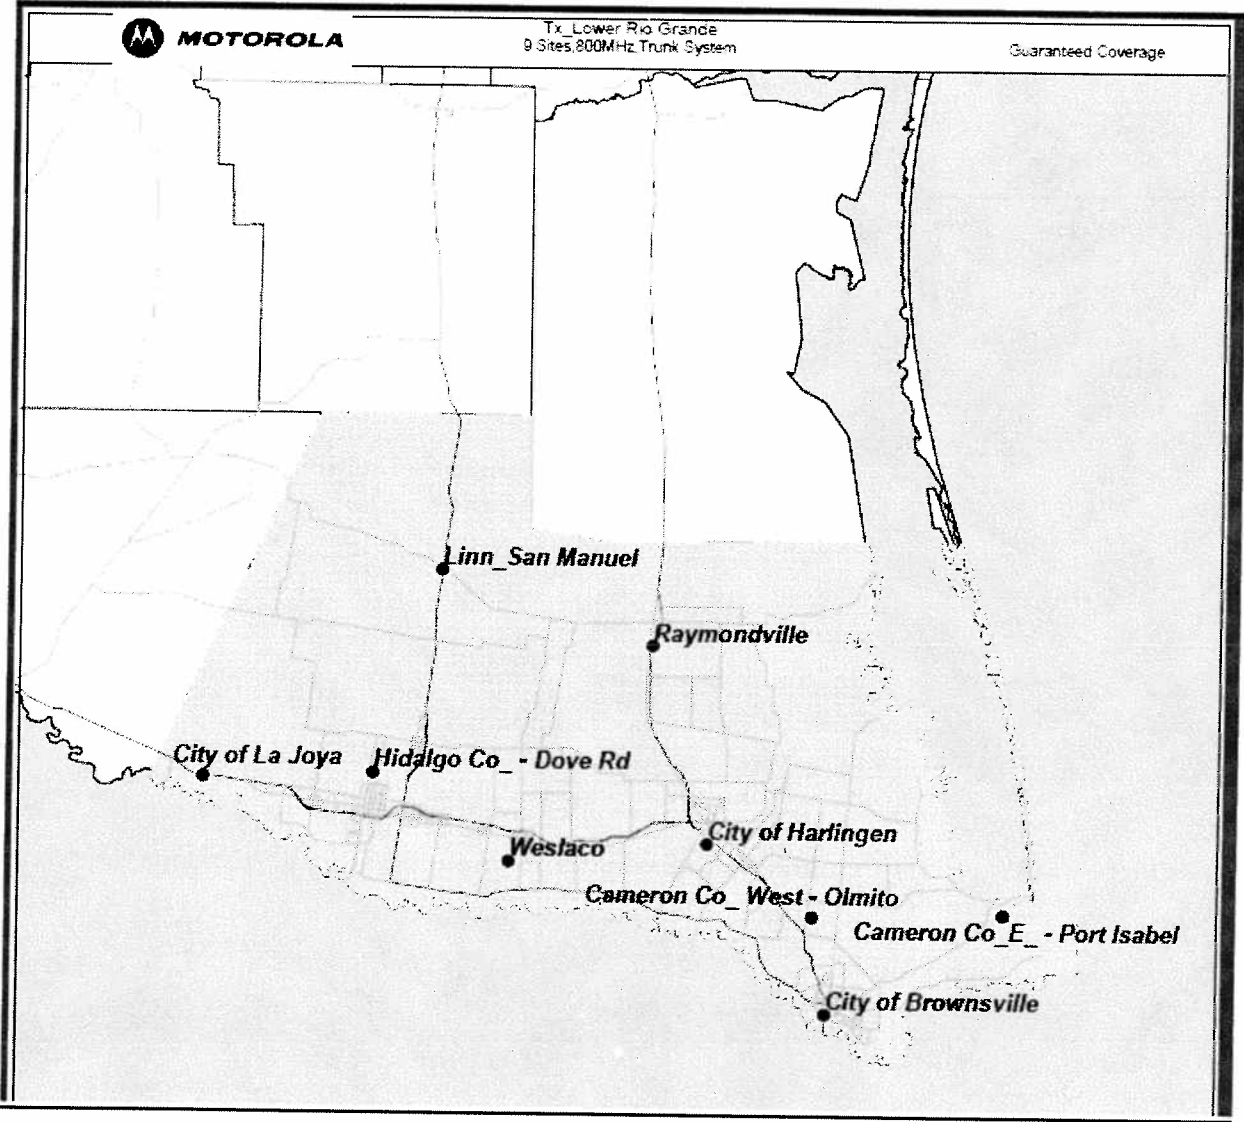 MOTOROLA
Tx_Lower Rio Grande
9 Sites,800MHz Trunk System
Guaranteed Coverage
Linn_San Manuel
Raymondville
City of La Joya
Hidalgo Co_ - Dove Rd
City of Harlingen
Weslaco
Cameron Co_ West - Olmito
Cameron Co_E_ - Port Isabel
City of Brownsville